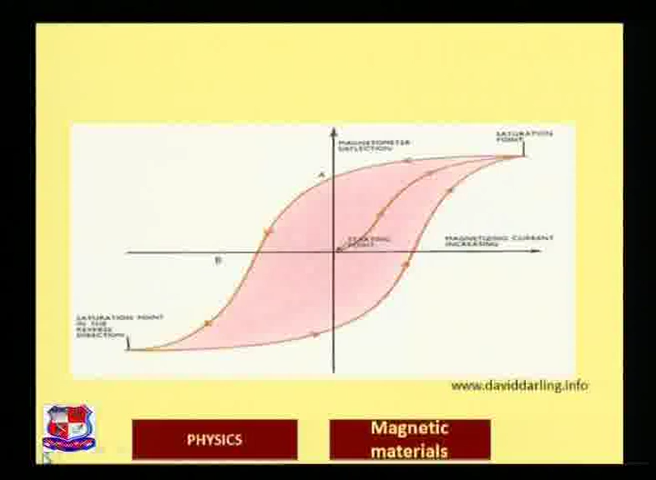 SATURATION
POINT
MAGNETOMETER
DEFLECTION
A
STARTING
POINT
MAGNETIZING CURRENT
INCREASING
B
SATURATION POINT
IN THE
REVERSE
DIRECTION
www.daviddarling.info
PHYSICS
Magnetic
materials